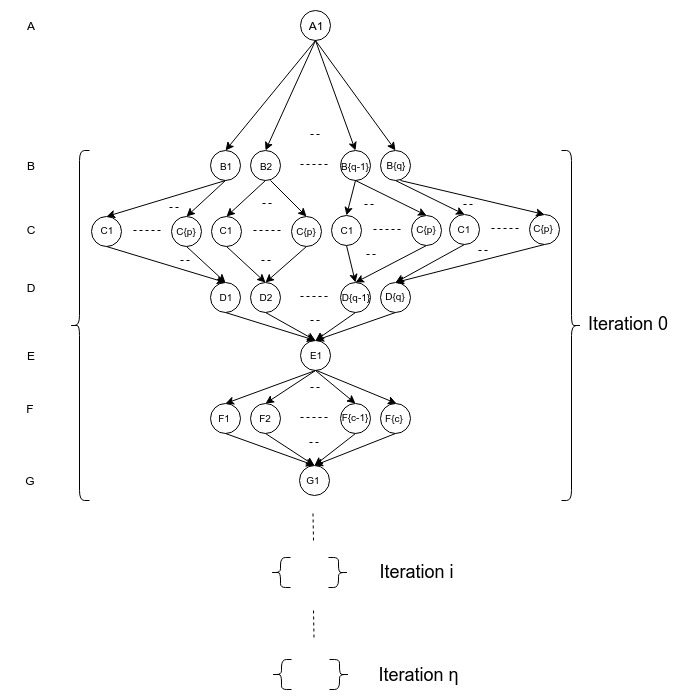 A A1
B B1 B2 ----- B{q-1} B{q}
C C1 ----- C{p} C1 ----- C{p} C1 ----- C{p} C1 ----- C{p}
Iteration 0
D D1 D2 ----- D{q-1} D{q}
E E1
F F1 F2 ----- F{c-1} F{c}
G G1
Iteration i
Iteration η